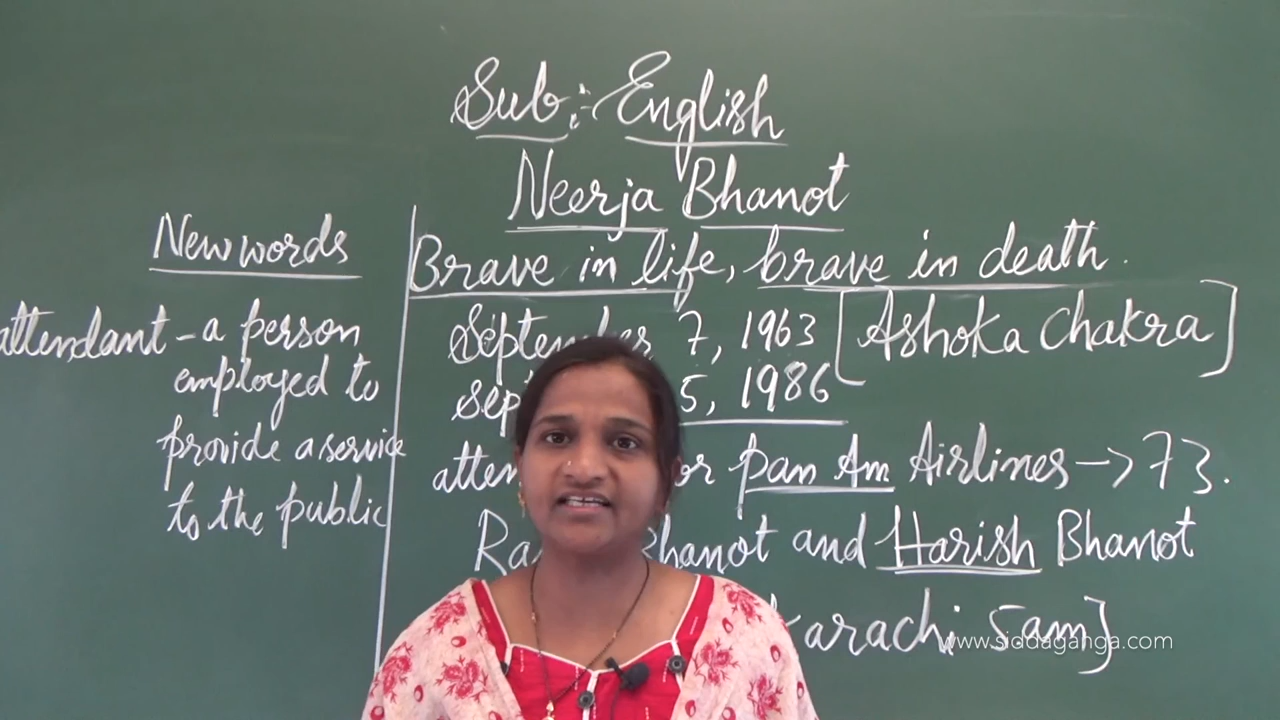 Sub:- English
Neerja Bhanot
New words
attendant - a person
employed to
provide a service
to the public
Brave in life, brave in death.
September 7, 1963 [Ashoka Chakra]
5, 1986
pan Am Airlines -> 73.
Bhanot and Harish Bhanot
Karachi 5am]
www.siddaganga.com